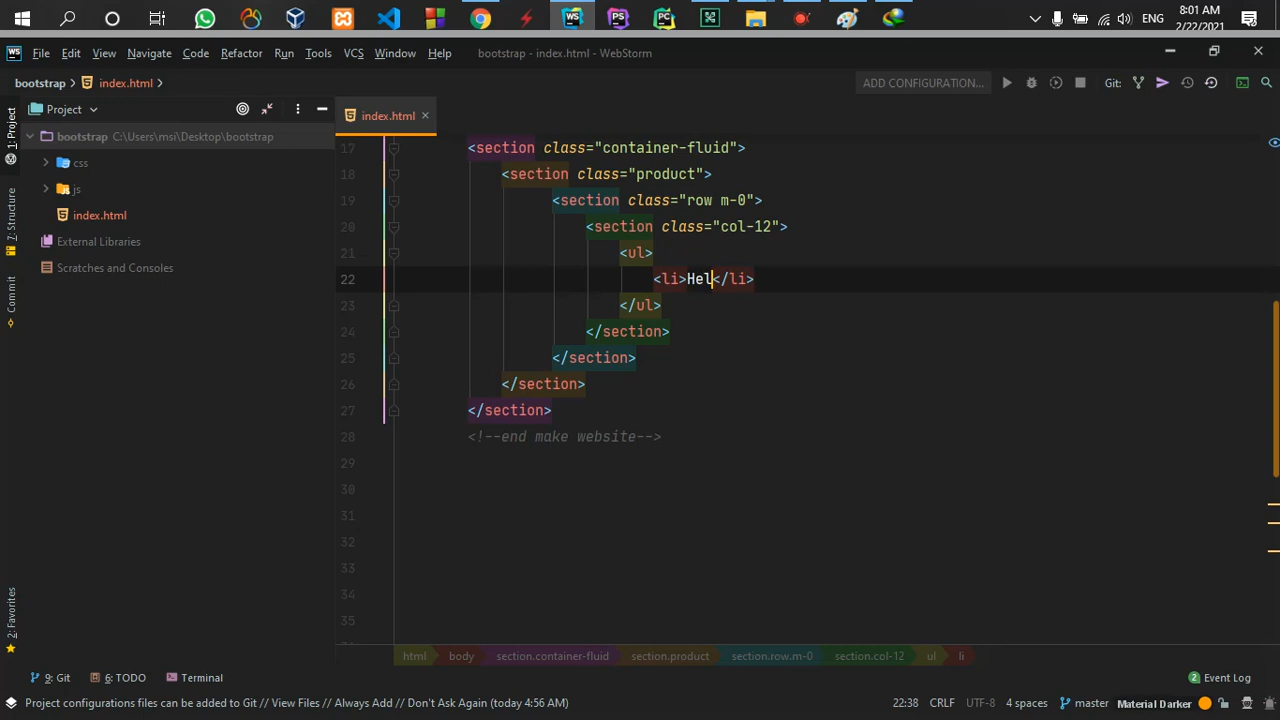 8:01 AM
ENG
2/22/2021
WS
PS
PC
WS File Edit View Navigate Code Refactor Run Tools VCS Window Help bootstrap - index.html - WebStorm
bootstrap > index.html >
ADD CONFIGURATION...
Git:
Project
index.html
1: Project
7: Structure
Commit
2: Favorites
bootstrap C:\Users\msi\Desktop\bootstrap
css
js
index.html
External Libraries
Scratches and Consoles
17 <section class="container-fluid">
18 <section class="product">
19 <section class="row m-0">
20 <section class="col-12">
21 <ul>
22 <li>Hel</li>
23 </ul>
24 </section>
25 </section>
26 </section>
27 </section>
28 <!--end make website-->
29
30
31
32
33
34
35
html body section.container-fluid section.product section.row.m-0 section.col-12 ul li
9: Git 6: TODO Terminal
2 Event Log
Project configurations files can be added to Git // View Files // Always Add // Don't Ask Again (today 4:56 AM)
22:38 CRLF UTF-8 4 spaces master Material Darker